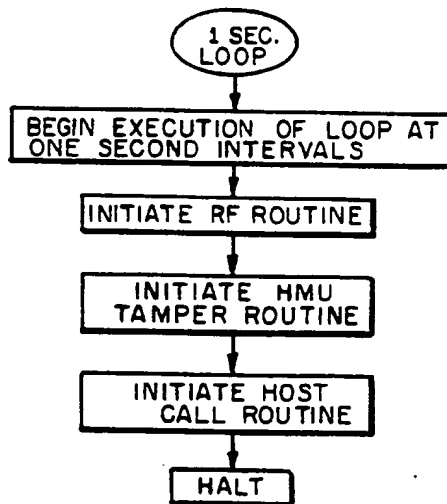 1 SEC.
LOOP
BEGIN EXECUTION OF LOOP AT
ONE SECOND INTERVALS
INITIATE RF ROUTINE
INITIATE HMU
TAMPER ROUTINE
INITIATE HOST
CALL ROUTINE
HALT